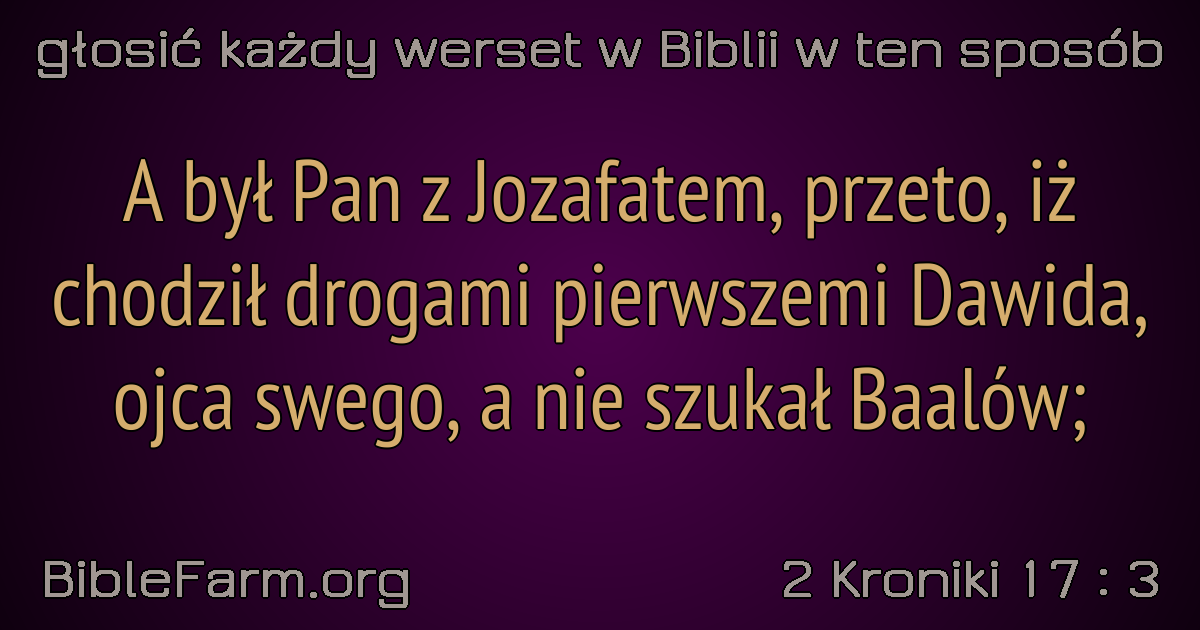 głosić każdy werset w Biblii w ten sposób
A był Pan z Jozafatem, przeto, iż
chodził drogami pierwszemi Dawida,
ojca swego, a nie szukał Baalów;
BibleFarm.org
2 Kroniki 17 : 3